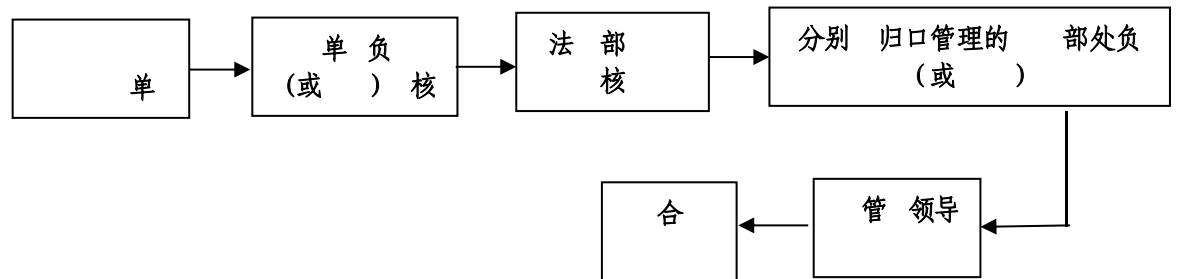 单
单 负
(或 ) 核
法 部
核
分别 归口管理的 部处负
(或 )
管 领导
合